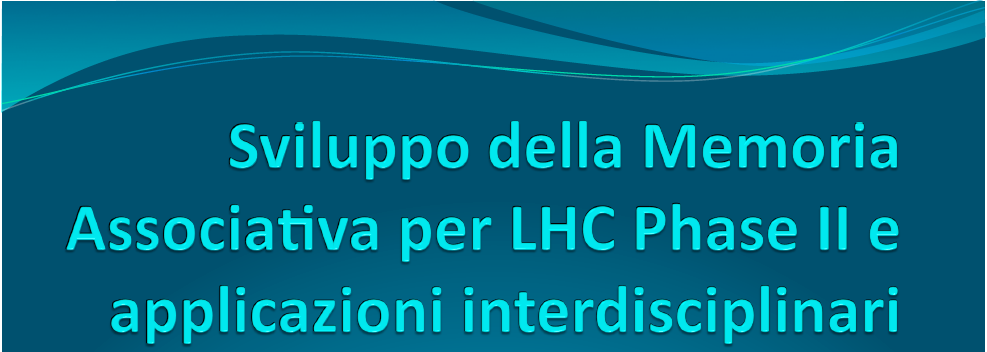 Sviluppo della Memoria
Associativa per LHC Phase II e
applicazioni interdisciplinari